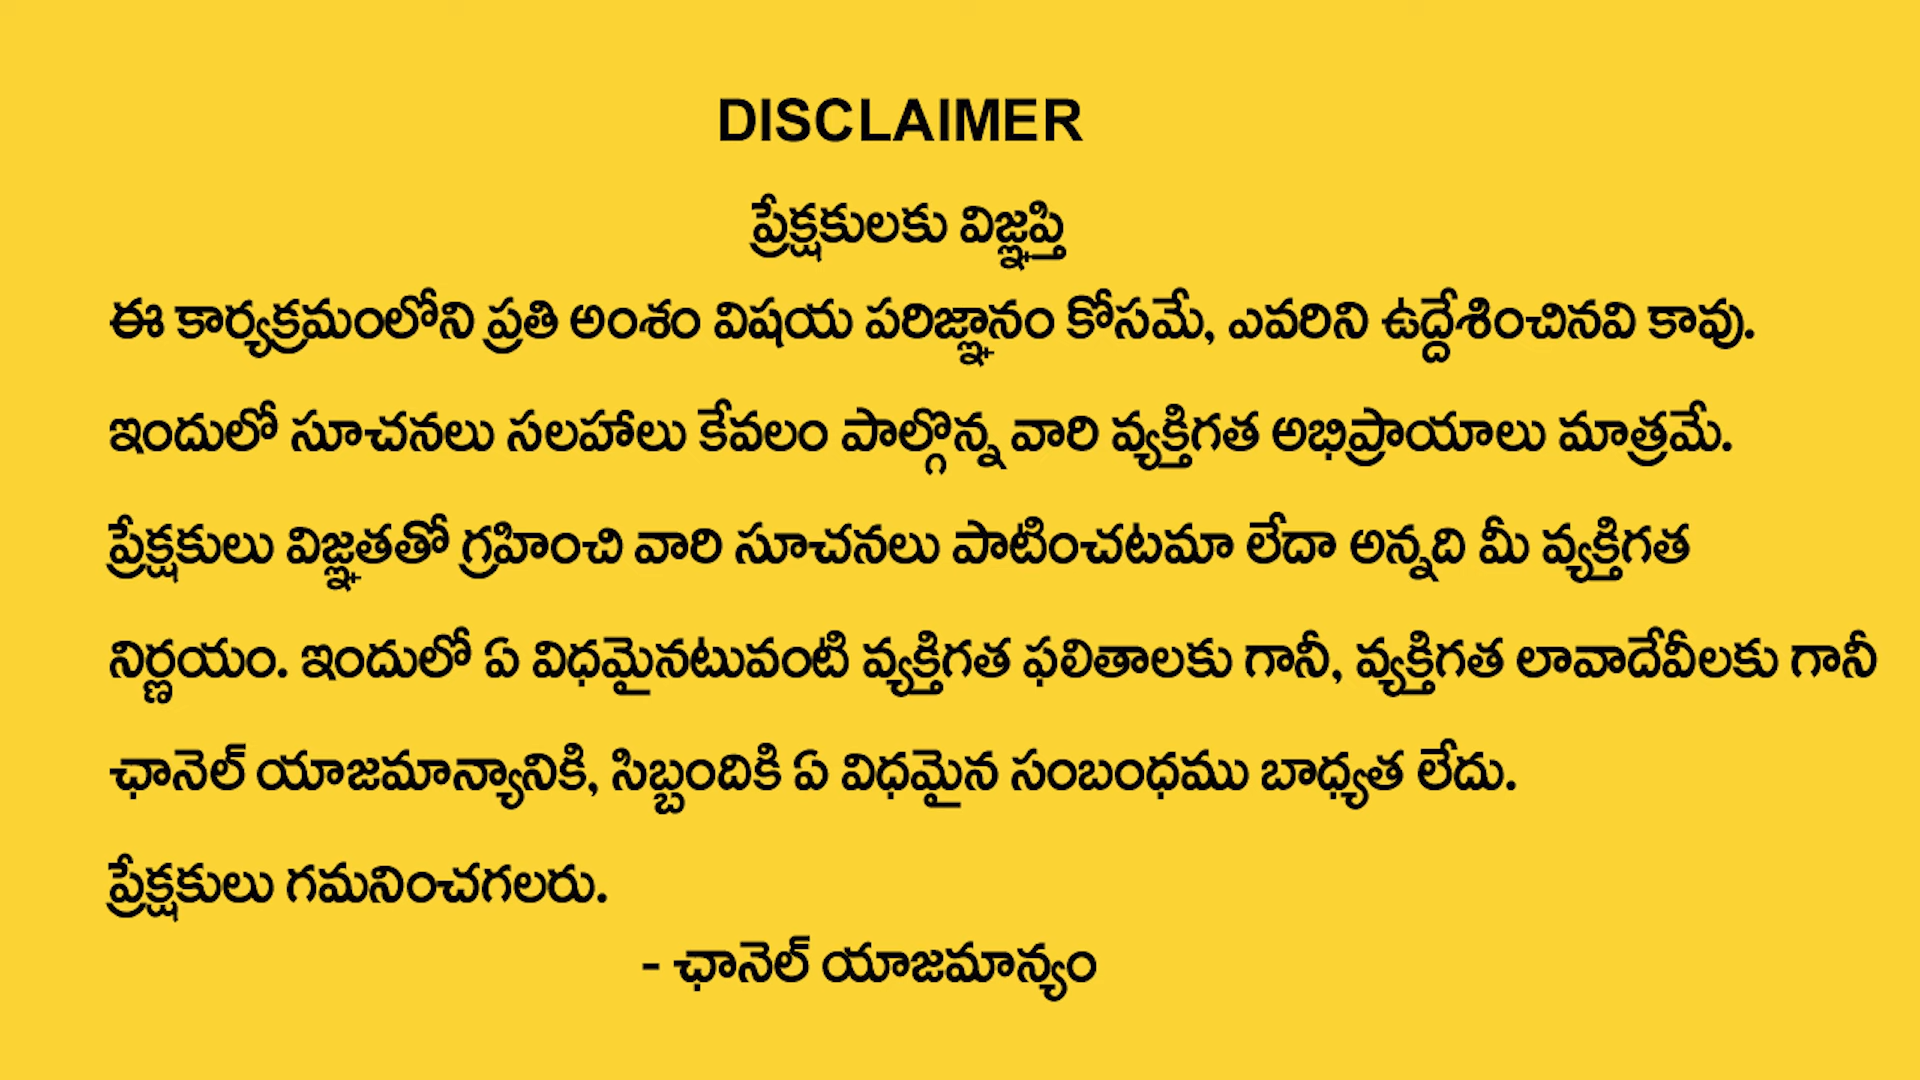 DISCLAIMER
ప్రేక్షకులకు విజ్ఞప్తి
ఈ కార్యక్రమంలోని ప్రతి అంశం విషయ పరిజ్ఞానం కోసమే, ఎవరిని ఉద్దేశించినవి కావు.
ఇందులో సూచనలు సలహాలు కేవలం పాల్గొన్న వారి వ్యక్తిగత అభిప్రాయాలు మాత్రమే.
ప్రేక్షకులు విజ్ఞతతో గ్రహించి వారి సూచనలు పాటించటమా లేదా అన్నది మీ వ్యక్తిగత
నిర్ణయం. ఇందులో ఏ విధమైనటువంటి వ్యక్తిగత ఫలితాలకు గానీ, వ్యక్తిగత లావాదేవీలకు గానీ
ఛానెల్ యాజమాన్యానికి, సిబ్బందికి ఏ విధమైన సంబంధము బాధ్యత లేదు.
ప్రేక్షకులు గమనించగలరు.
- ఛానెల్ యాజమాన్యం